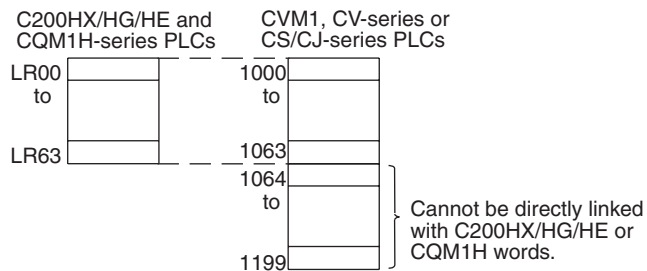 C200HX/HG/HE and
CQM1H-series PLCs
CVM1, CV-series or
CS/CJ-series PLCs
LR00
to
LR63
1000
to
1063
1064
to
1199
Cannot be directly linked
with C200HX/HG/HE or
CQM1H words.